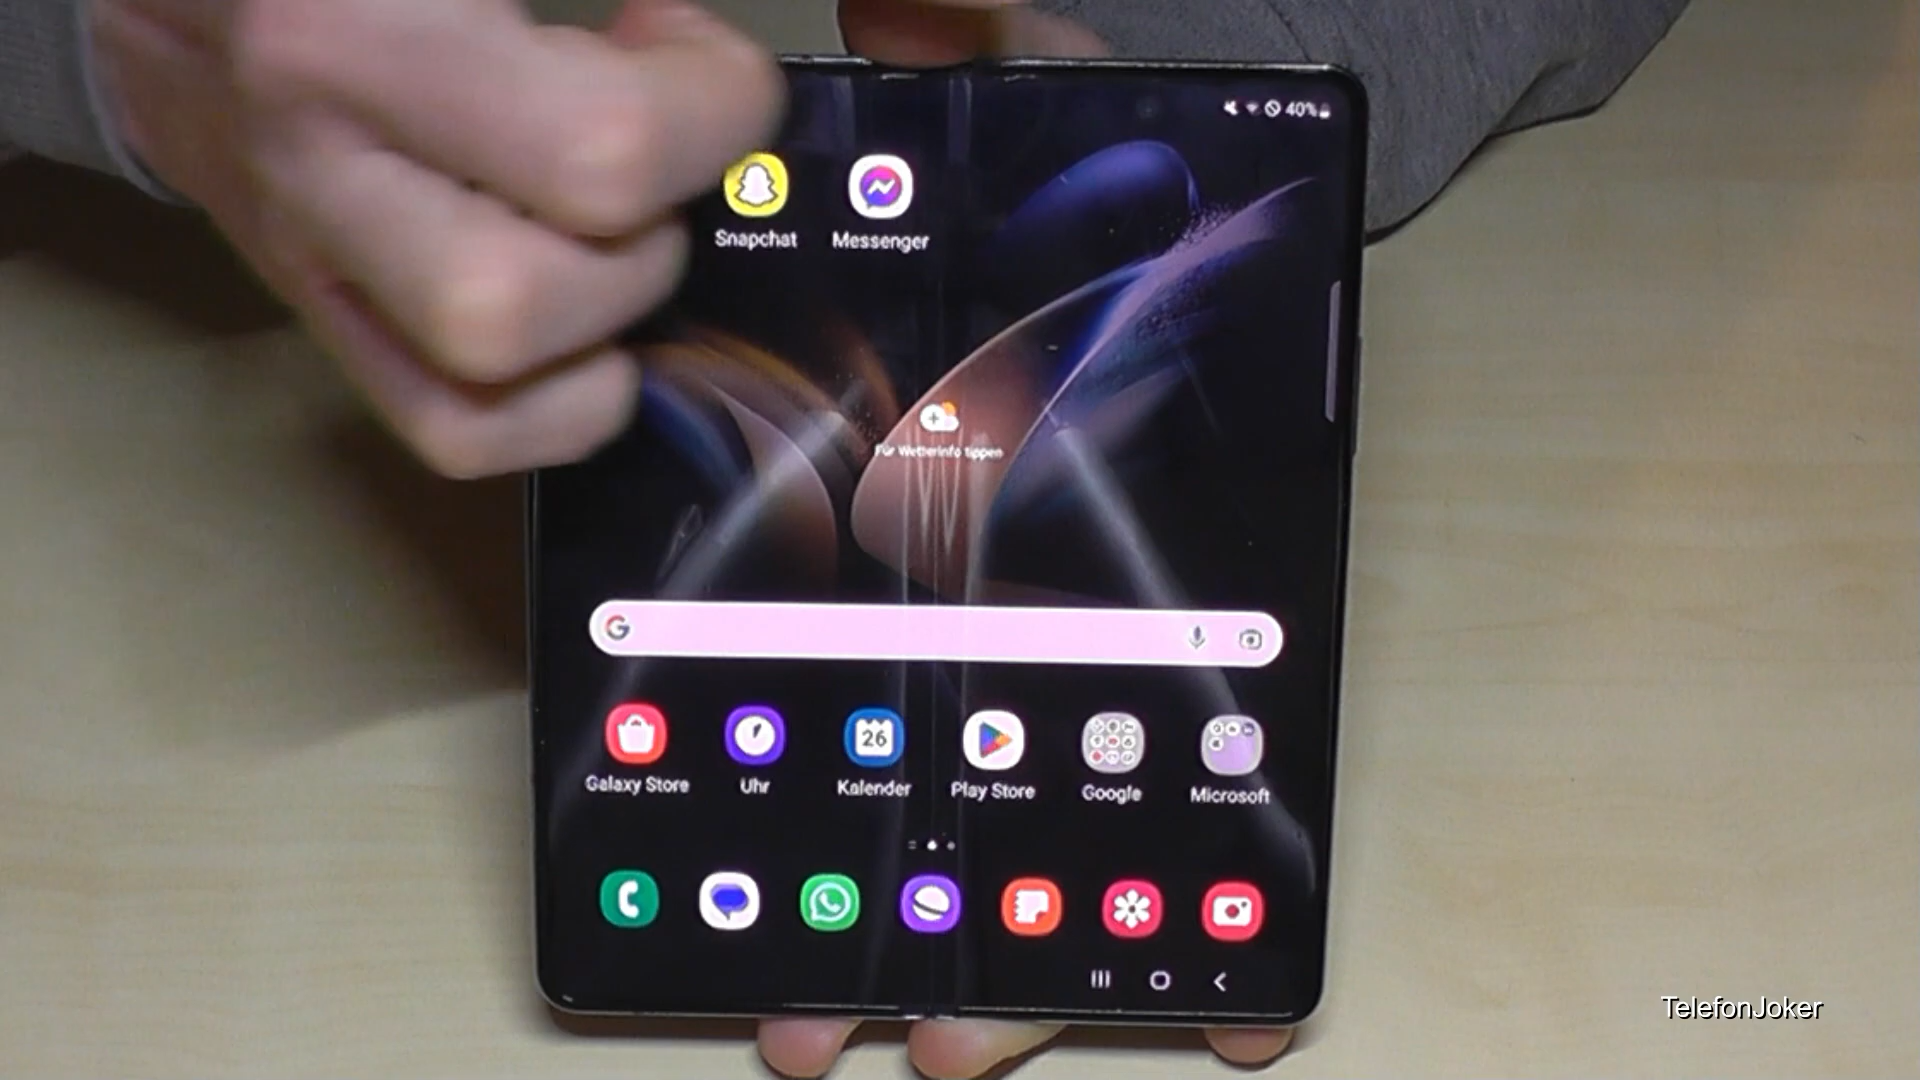 40%
Snapchat Messenger
Für Wetterinfo tippen
26
Galaxy Store Uhr Kalender Play Store Google Microsoft
TelefonJoker